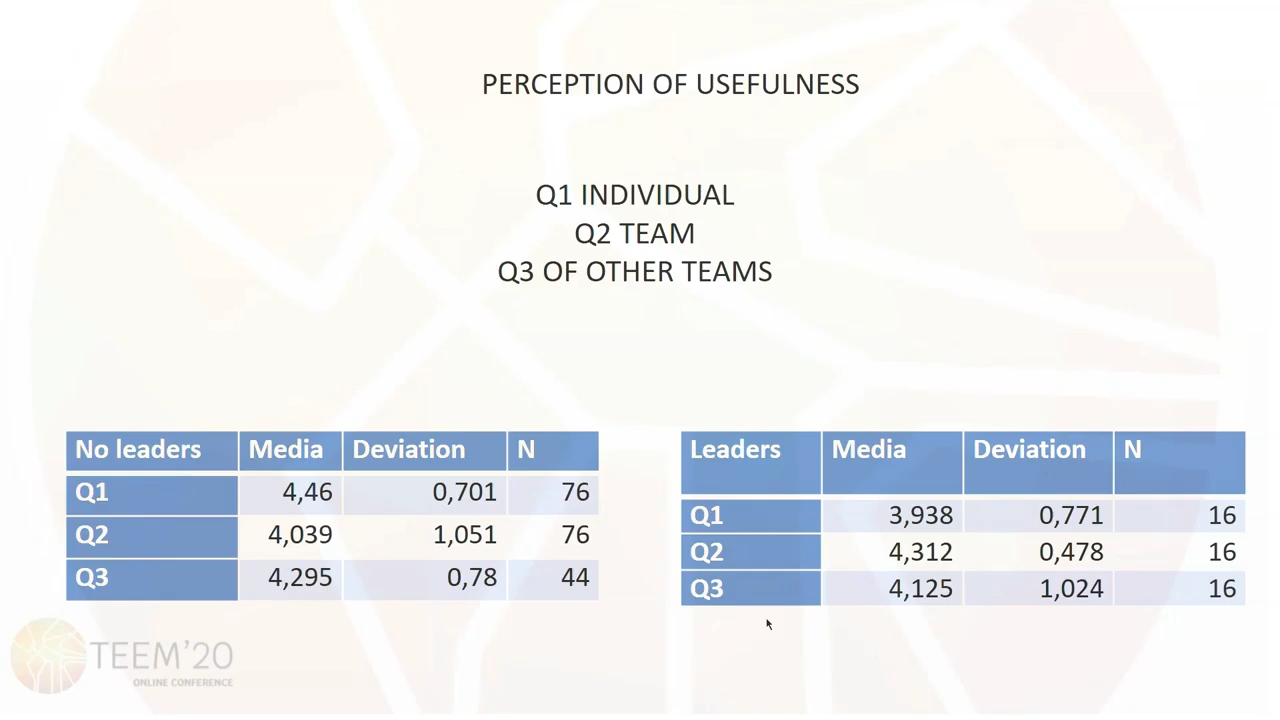 PERCEPTION OF USEFULNESS
Q1 INDIVIDUAL
Q2 TEAM
Q3 OF OTHER TEAMS
No leaders Media Deviation N
Q1 4,46 0,701 76
Q2 4,039 1,051 76
Q3 4,295 0,78 44
Leaders Media Deviation N
Q1 3,938 0,771 16
Q2 4,312 0,478 16
Q3 4,125 1,024 16
TEEM'20
ONLINE CONFERENCE